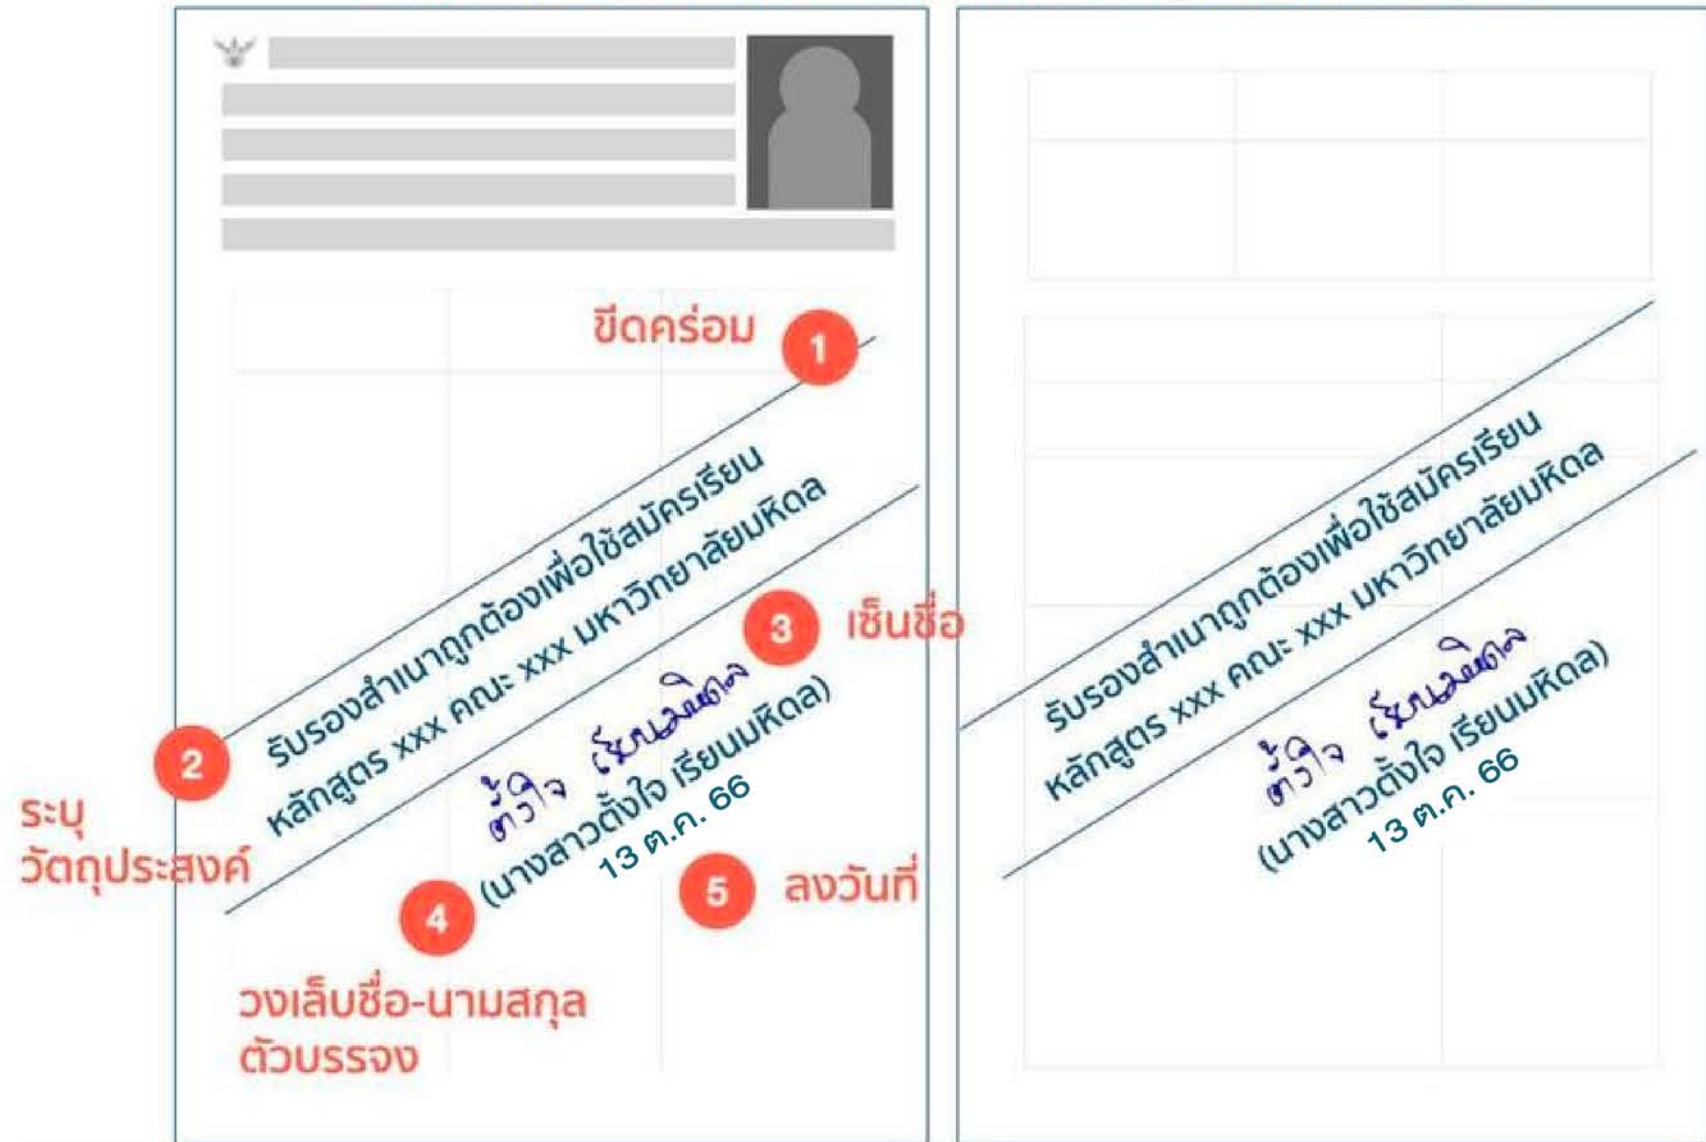 ขีดคร่อม
1
รับรองสำเนาถูกต้องเพื่อใช้สมัครเรียน
หลักสูตร xxx คณะ xxx มหาวิทยาลัยมหิดล
3
เซ็นชื่อ
2
ระบุ
วัตถุประสงค์
ตั้งใจ เรียนมหิดล
(นางสาวตั้งใจ เรียนมหิดล)
13 ต.ค. 66
4
5
ลงวันที่
วงเล็บชื่อ-นามสกุล
ตัวบรรจง
รับรองสำเนาถูกต้องเพื่อใช้สมัครเรียน
หลักสูตร xxx คณะ xxx มหาวิทยาลัยมหิดล
ตั้งใจ เรียนมหิดล
(นางสาวตั้งใจ เรียนมหิดล)
13 ต.ค. 66